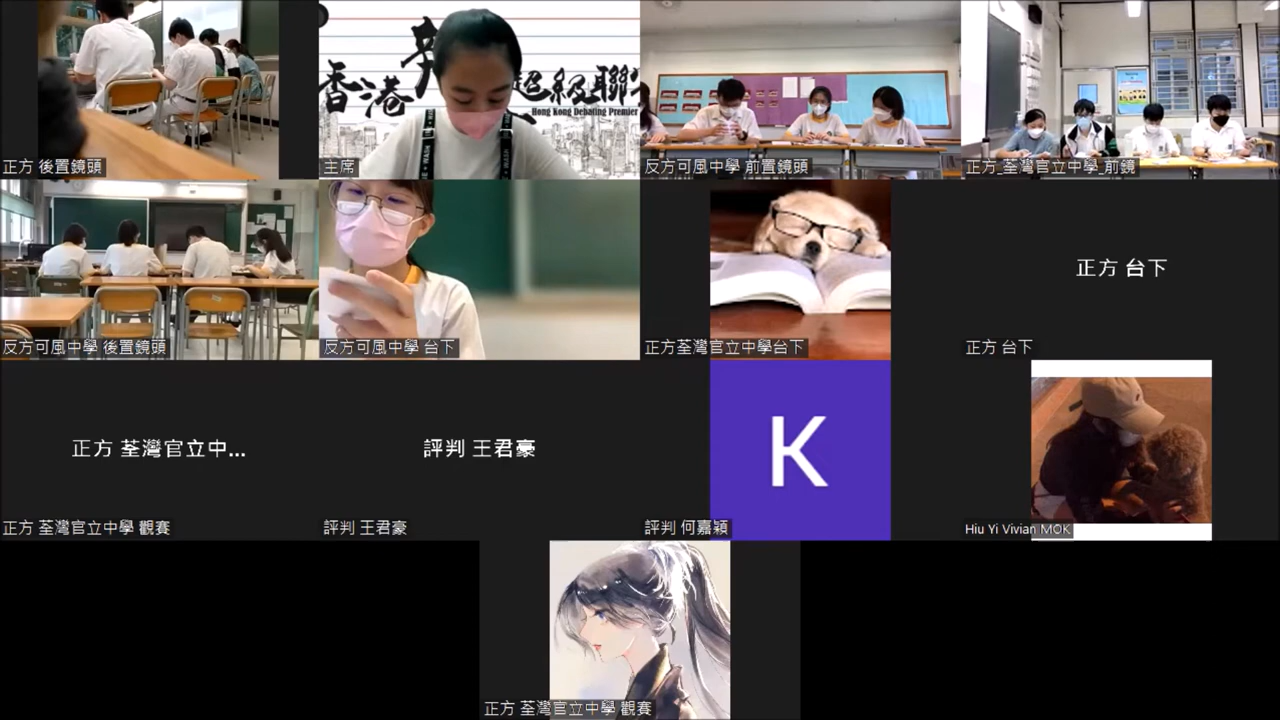 正方 後置鏡頭
香港辯
超級聯
Hong Kong Debating Premier
主席
反方可風中學 前置鏡頭
正方_荃灣官立中學_前鏡
反方可風中學 後置鏡頭
反方可風中學 台下
正方荃灣官立中學台下
正方 台下
正方 台下
正方 荃灣官立中...
正方 荃灣官立中學 觀賽
評判 王君豪
評判 王君豪
K
評判 何嘉穎
Hiu Yi Vivian MOK
正方 荃灣官立中學 觀賽